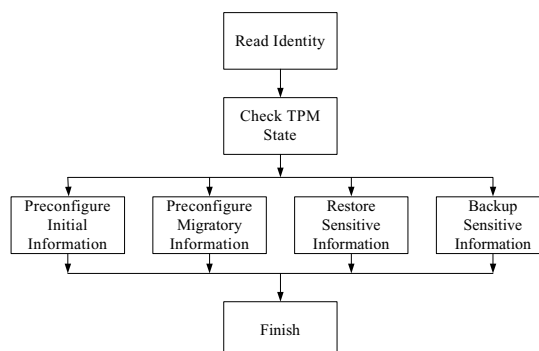 Read Identity
Check TPM
State
Preconfigure
Initial
Information
Preconfigure
Migratory
Information
Restore
Sensitive
Information
Backup
Sensitive
Information
Finish